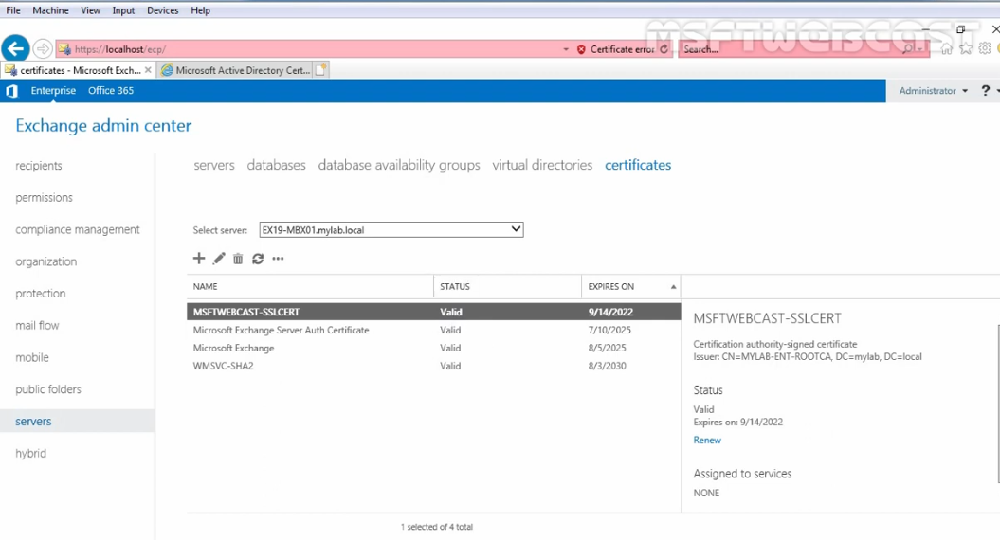 File Machine View Input Devices Help
MSFTWEBCAST
https://localhost/ecp/ Certificate error Search...
certificates - Microsoft Exch... Microsoft Active Directory Cert...
Enterprise Office 365 Administrator ?
Exchange admin center
recipients
permissions
compliance management
organization
protection
mail flow
mobile
public folders
servers
hybrid
servers databases database availability groups virtual directories certificates
Select server: EX19-MBX01.mylab.local
NAME STATUS EXPIRES ON
MSFTWEBCAST-SSLCERT Valid 9/14/2022
Microsoft Exchange Server Auth Certificate Valid 7/10/2025
Microsoft Exchange Valid 8/5/2025
WMSVC-SHA2 Valid 8/3/2030
1 selected of 4 total
MSFTWEBCAST-SSLCERT
Certification authority-signed certificate
Issuer: CN=MYLAB-ENT-ROOTCA, DC=mylab, DC=local
Status
Valid
Expires on: 9/14/2022
Renew
Assigned to services
NONE